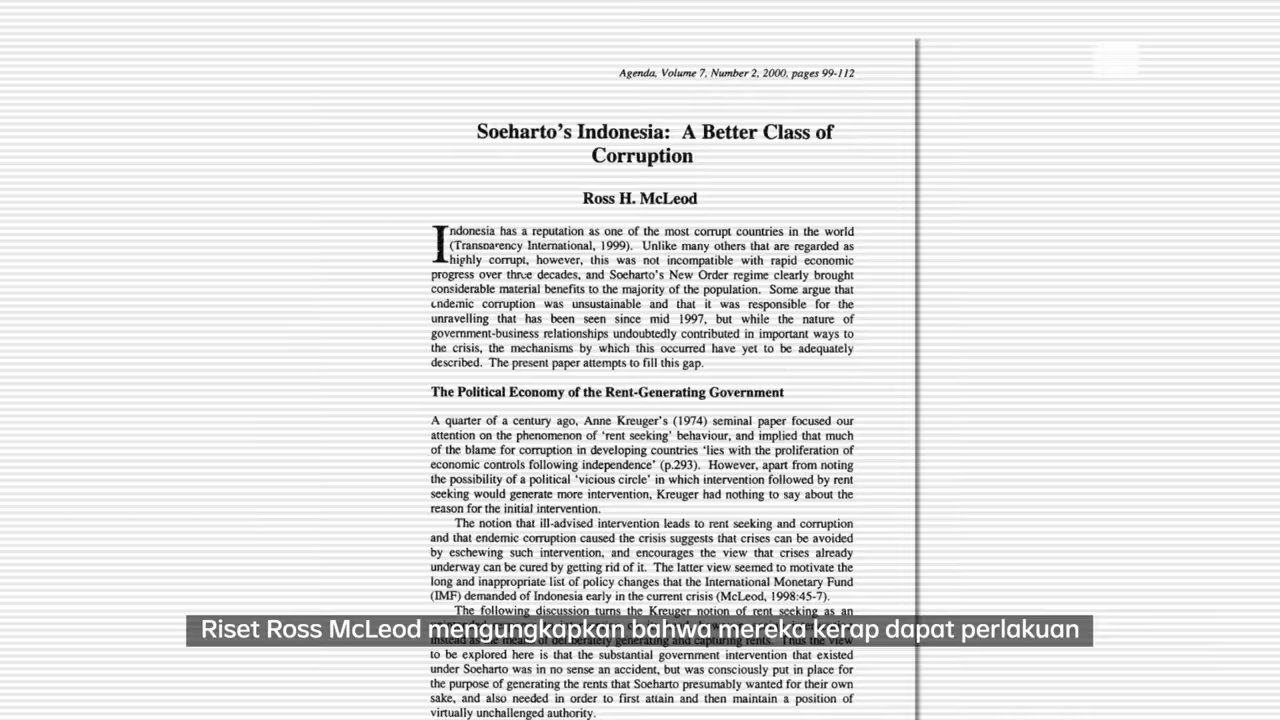 Agenda, Volume 7, Number 2, 2000, pages 99-112
Soeharto's Indonesia: A Better Class of
Corruption
Ross H. McLeod
Indonesia has a reputation as one of the most corrupt countries in the world
(Transparency International, 1999). Unlike many others that are regarded as
highly corrupt, however, this was not incompatible with rapid economic
progress over three decades, and Soeharto's New Order regime clearly brought
considerable material benefits to the majority of the population. Some argue that
endemic corruption was unsustainable and that it was responsible for the
unravelling that has been seen since mid 1997, but while the nature of
government-business relationships undoubtedly contributed in important ways to
the crisis, the mechanisms by which this occurred have yet to be adequately
described. The present paper attempts to fill this gap.
The Political Economy of the Rent-Generating Government
A quarter of a century ago, Anne Kreuger's (1974) seminal paper focused our
attention on the phenomenon of 'rent seeking' behaviour, and implied that much
of the blame for corruption in developing countries 'lies with the proliferation of
economic controls following independence' (p.293). However, apart from noting
the possibility of a political 'vicious circle' in which intervention followed by rent
seeking would generate more intervention, Kreuger had nothing to say about the
reason for the initial intervention.
The notion that ill-advised intervention leads to rent seeking and corruption
and that endemic corruption caused the crisis suggests that crises can be avoided
by eschewing such intervention, and encourages the view that crises already
underway can be cured by getting rid of it. The latter view seemed to motivate the
long and inappropriate list of policy changes that the International Monetary Fund
(IMF) demanded of Indonesia early in the current crisis (McLeod, 1998:45-7).
The following discussion turns the Kreuger notion of rent seeking as an
Riset Ross McLeod mengungkapkan bahwa mereka kerap dapat perlakuan
instead as the means of deliberately generating and capturing rents. Thus the view
to be explored here is that the substantial government intervention that existed
under Soeharto was in no sense an accident, but was consciously put in place for
the purpose of generating the rents that Soeharto presumably wanted for their own
sake, and also needed in order to first attain and then maintain a position of
virtually unchallenged authority.